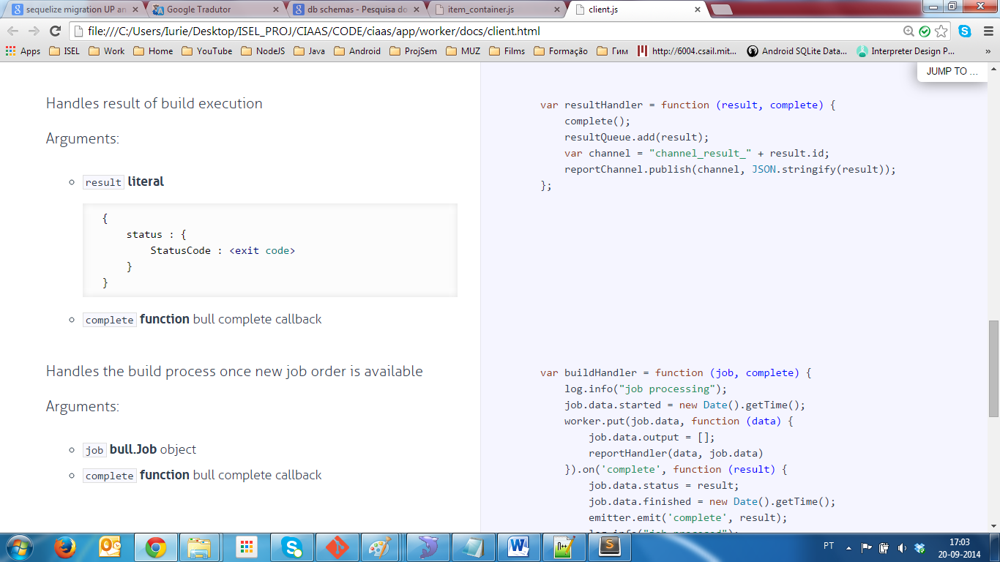 sequelize migration UP an
Google Tradutor
db schemas - Pesquisa do
item_container.js
client.js
file:///C:/Users/Iurie/Desktop/ISEL_PROJ/CIAAS/CODE/ciaas/app/worker/docs/client.html
Apps ISEL Work Home YouTube NodeJS Java Android ProjSem MUZ Films Formação Гим http://6004.csail.mit... Android SQLite Data... Interpreter Design P... »
JUMP TO ...
Handles result of build execution
Arguments:
result literal
{
status : {
StatusCode : <exit code>
}
}
complete function bull complete callback
var resultHandler = function (result, complete) {
complete();
resultQueue.add(result);
var channel = "channel_result_" + result.id;
reportChannel.publish(channel, JSON.stringify(result));
};
Handles the build process once new job order is available
Arguments:
job bull.Job object
complete function bull complete callback
var buildHandler = function (job, complete) {
log.info("job processing");
job.data.started = new Date().getTime();
worker.put(job.data, function (data) {
job.data.output = [];
reportHandler(data, job.data)
}).on('complete', function (result) {
job.data.status = result;
job.data.finished = new Date().getTime();
emitter.emit('complete', result);
log.info("job processed");
PT
17:03
20-09-2014